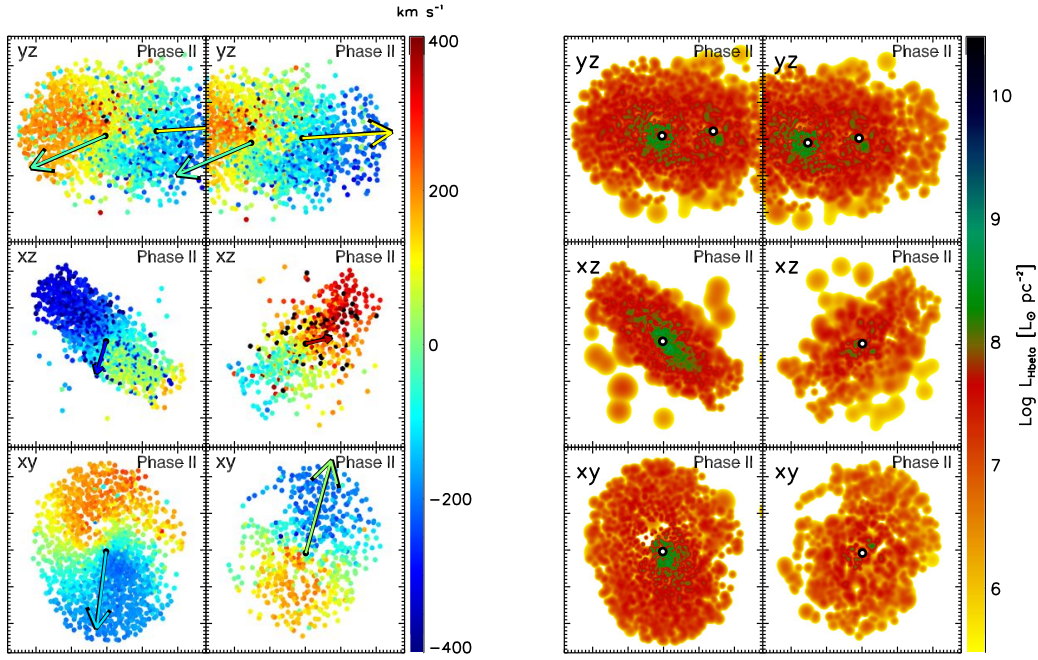 km s⁻¹
yz Phase II
yz Phase II
xz Phase II
xz Phase II
xy Phase II
xy Phase II
400
200
0
−200
−400
yz Phase II
yz Phase II
xz Phase II
xz Phase II
xy Phase II
xy Phase II
10
9
8
7
6
Log L_Hbeta [L⊙ pc⁻²]